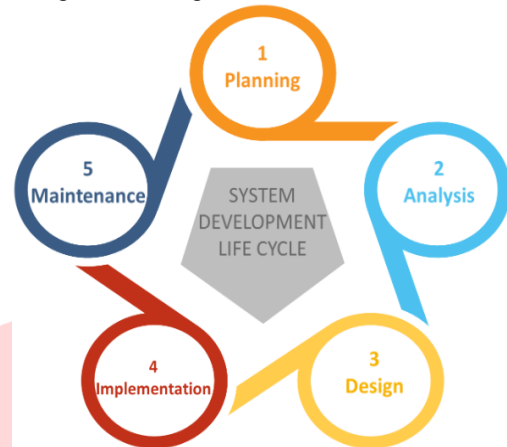 1
Planning
2
Analysis
3
Design
4
Implementation
5
Maintenance
SYSTEM
DEVELOPMENT
LIFE CYCLE